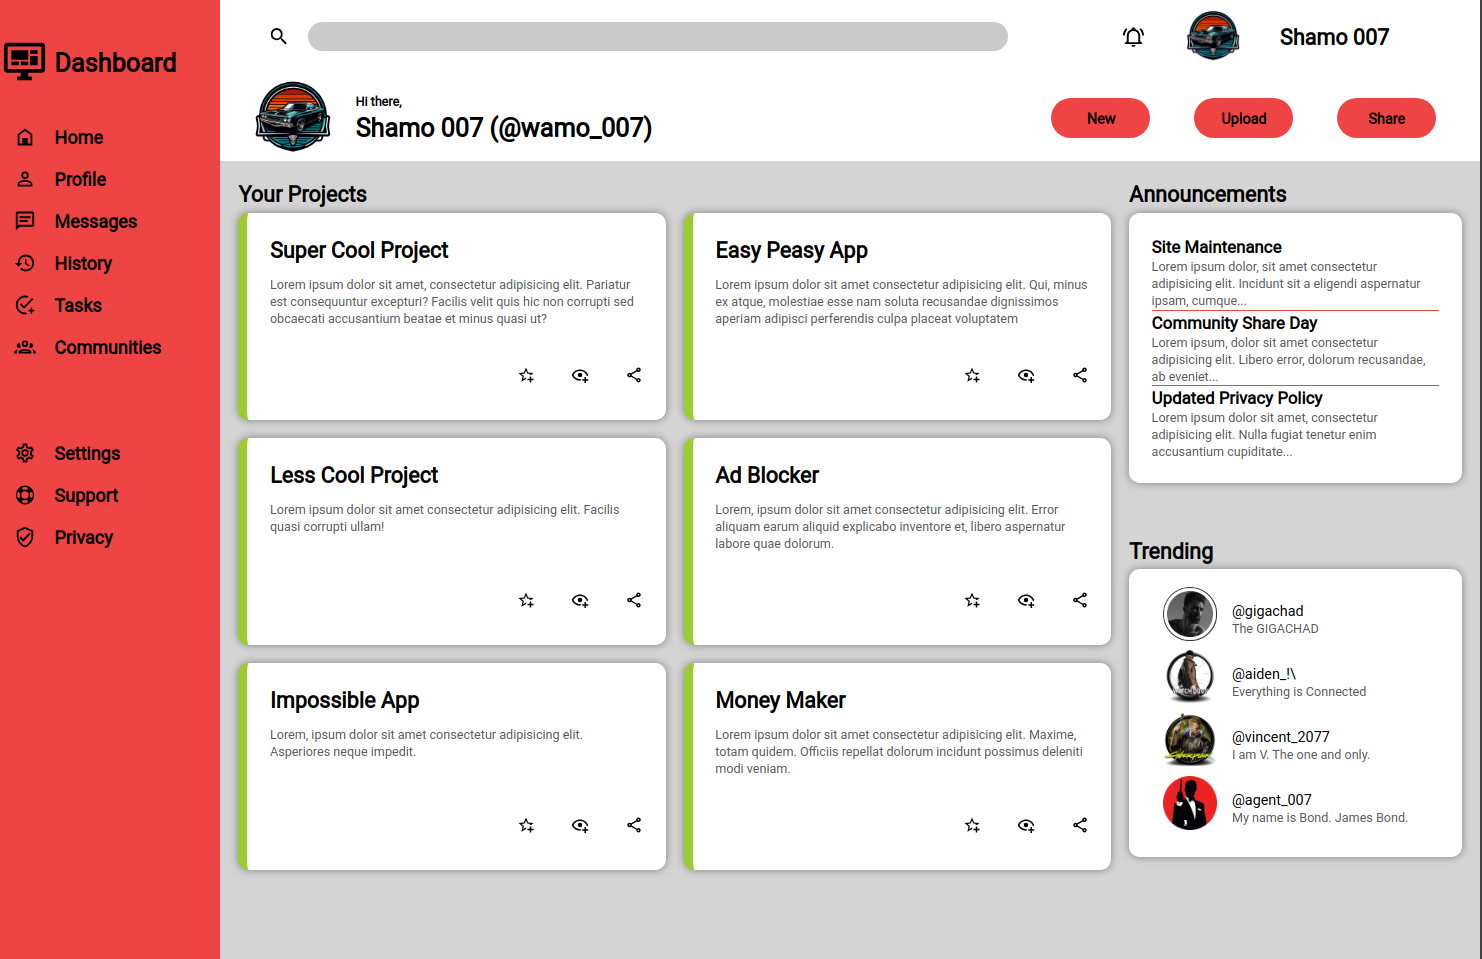 Dashboard
Home
Profile
Messages
History
Tasks
Communities
Settings
Support
Privacy
Shamo 007
Hi there,
Shamo 007 (@wamo_007)
New
Upload
Share
Your Projects
Super Cool Project
Lorem ipsum dolor sit amet, consectetur adipisicing elit. Pariatur
est consequuntur excepturi? Facilis velit quis hic non corrupti sed
obcaecati accusantium beatae et minus quasi ut?
Easy Peasy App
Lorem ipsum dolor sit amet consectetur adipisicing elit. Qui, minus
ex atque, molestiae esse nam soluta recusandae dignissimos
aperiam adipisci perferendis culpa placeat voluptatem
Less Cool Project
Lorem ipsum dolor sit amet consectetur adipisicing elit. Facilis
quasi corrupti ullam!
Ad Blocker
Lorem, ipsum dolor sit amet consectetur adipisicing elit. Error
aliquam earum aliquid explicabo inventore et, libero aspernatur
labore quae dolorum.
Impossible App
Lorem, ipsum dolor sit amet consectetur adipisicing elit.
Asperiores neque impedit.
Money Maker
Lorem ipsum dolor sit amet consectetur adipisicing elit. Maxime,
totam quidem. Officiis repellat dolorum incidunt possimus deleniti
modi veniam.
Announcements
Site Maintenance
Lorem ipsum dolor, sit amet consectetur
adipisicing elit. Incidunt sit a eligendi aspernatur
ipsam, cumque...
Community Share Day
Lorem ipsum, dolor sit amet consectetur
adipisicing elit. Libero error, dolorum recusandae,
ab eveniet...
Updated Privacy Policy
Lorem ipsum dolor sit amet, consectetur
adipisicing elit. Nulla fugiat tenetur enim
accusantium cupiditate...
Trending
@gigachad
The GIGACHAD
@aiden_!\
Everything is Connected
@vincent_2077
I am V. The one and only.
@agent_007
My name is Bond. James Bond.